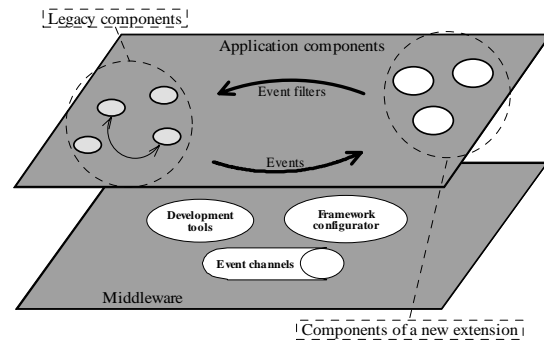 Legacy components
Application components
Event filters
Events
Development
tools
Framework
configurator
Event channels
Middleware
Components of a new extension